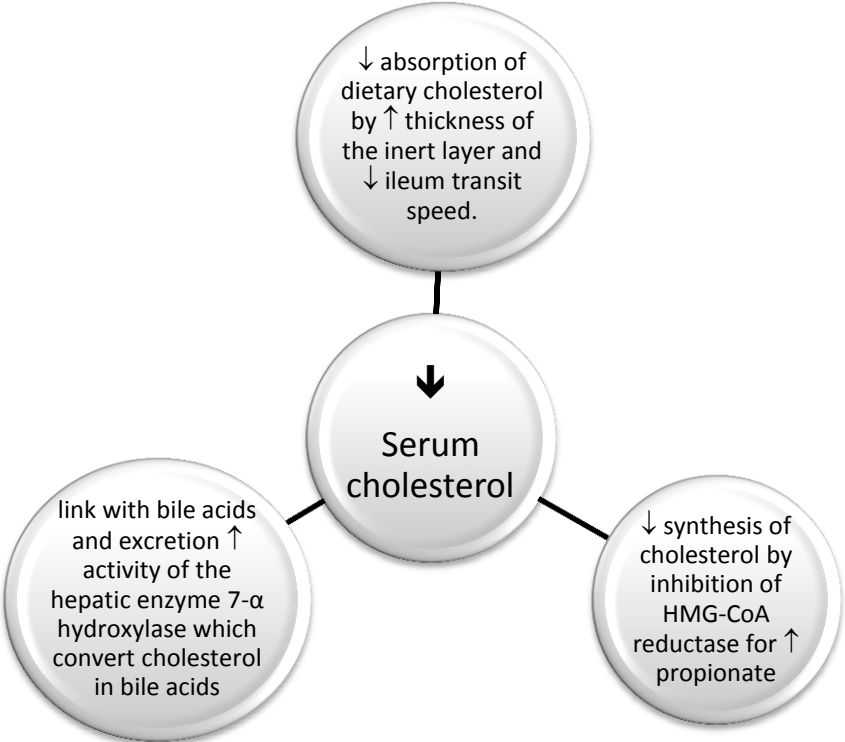 ↓ absorption of
dietary cholesterol
by ↑ thickness of
the inert layer and
↓ ileum transit
speed.
↓
Serum
cholesterol
link with bile acids
and excretion ↑
activity of the
hepatic enzyme 7-α
hydroxylase which
convert cholesterol
in bile acids
↓ synthesis of
cholesterol by
inhibition of
HMG-CoA
reductase for ↑
propionate